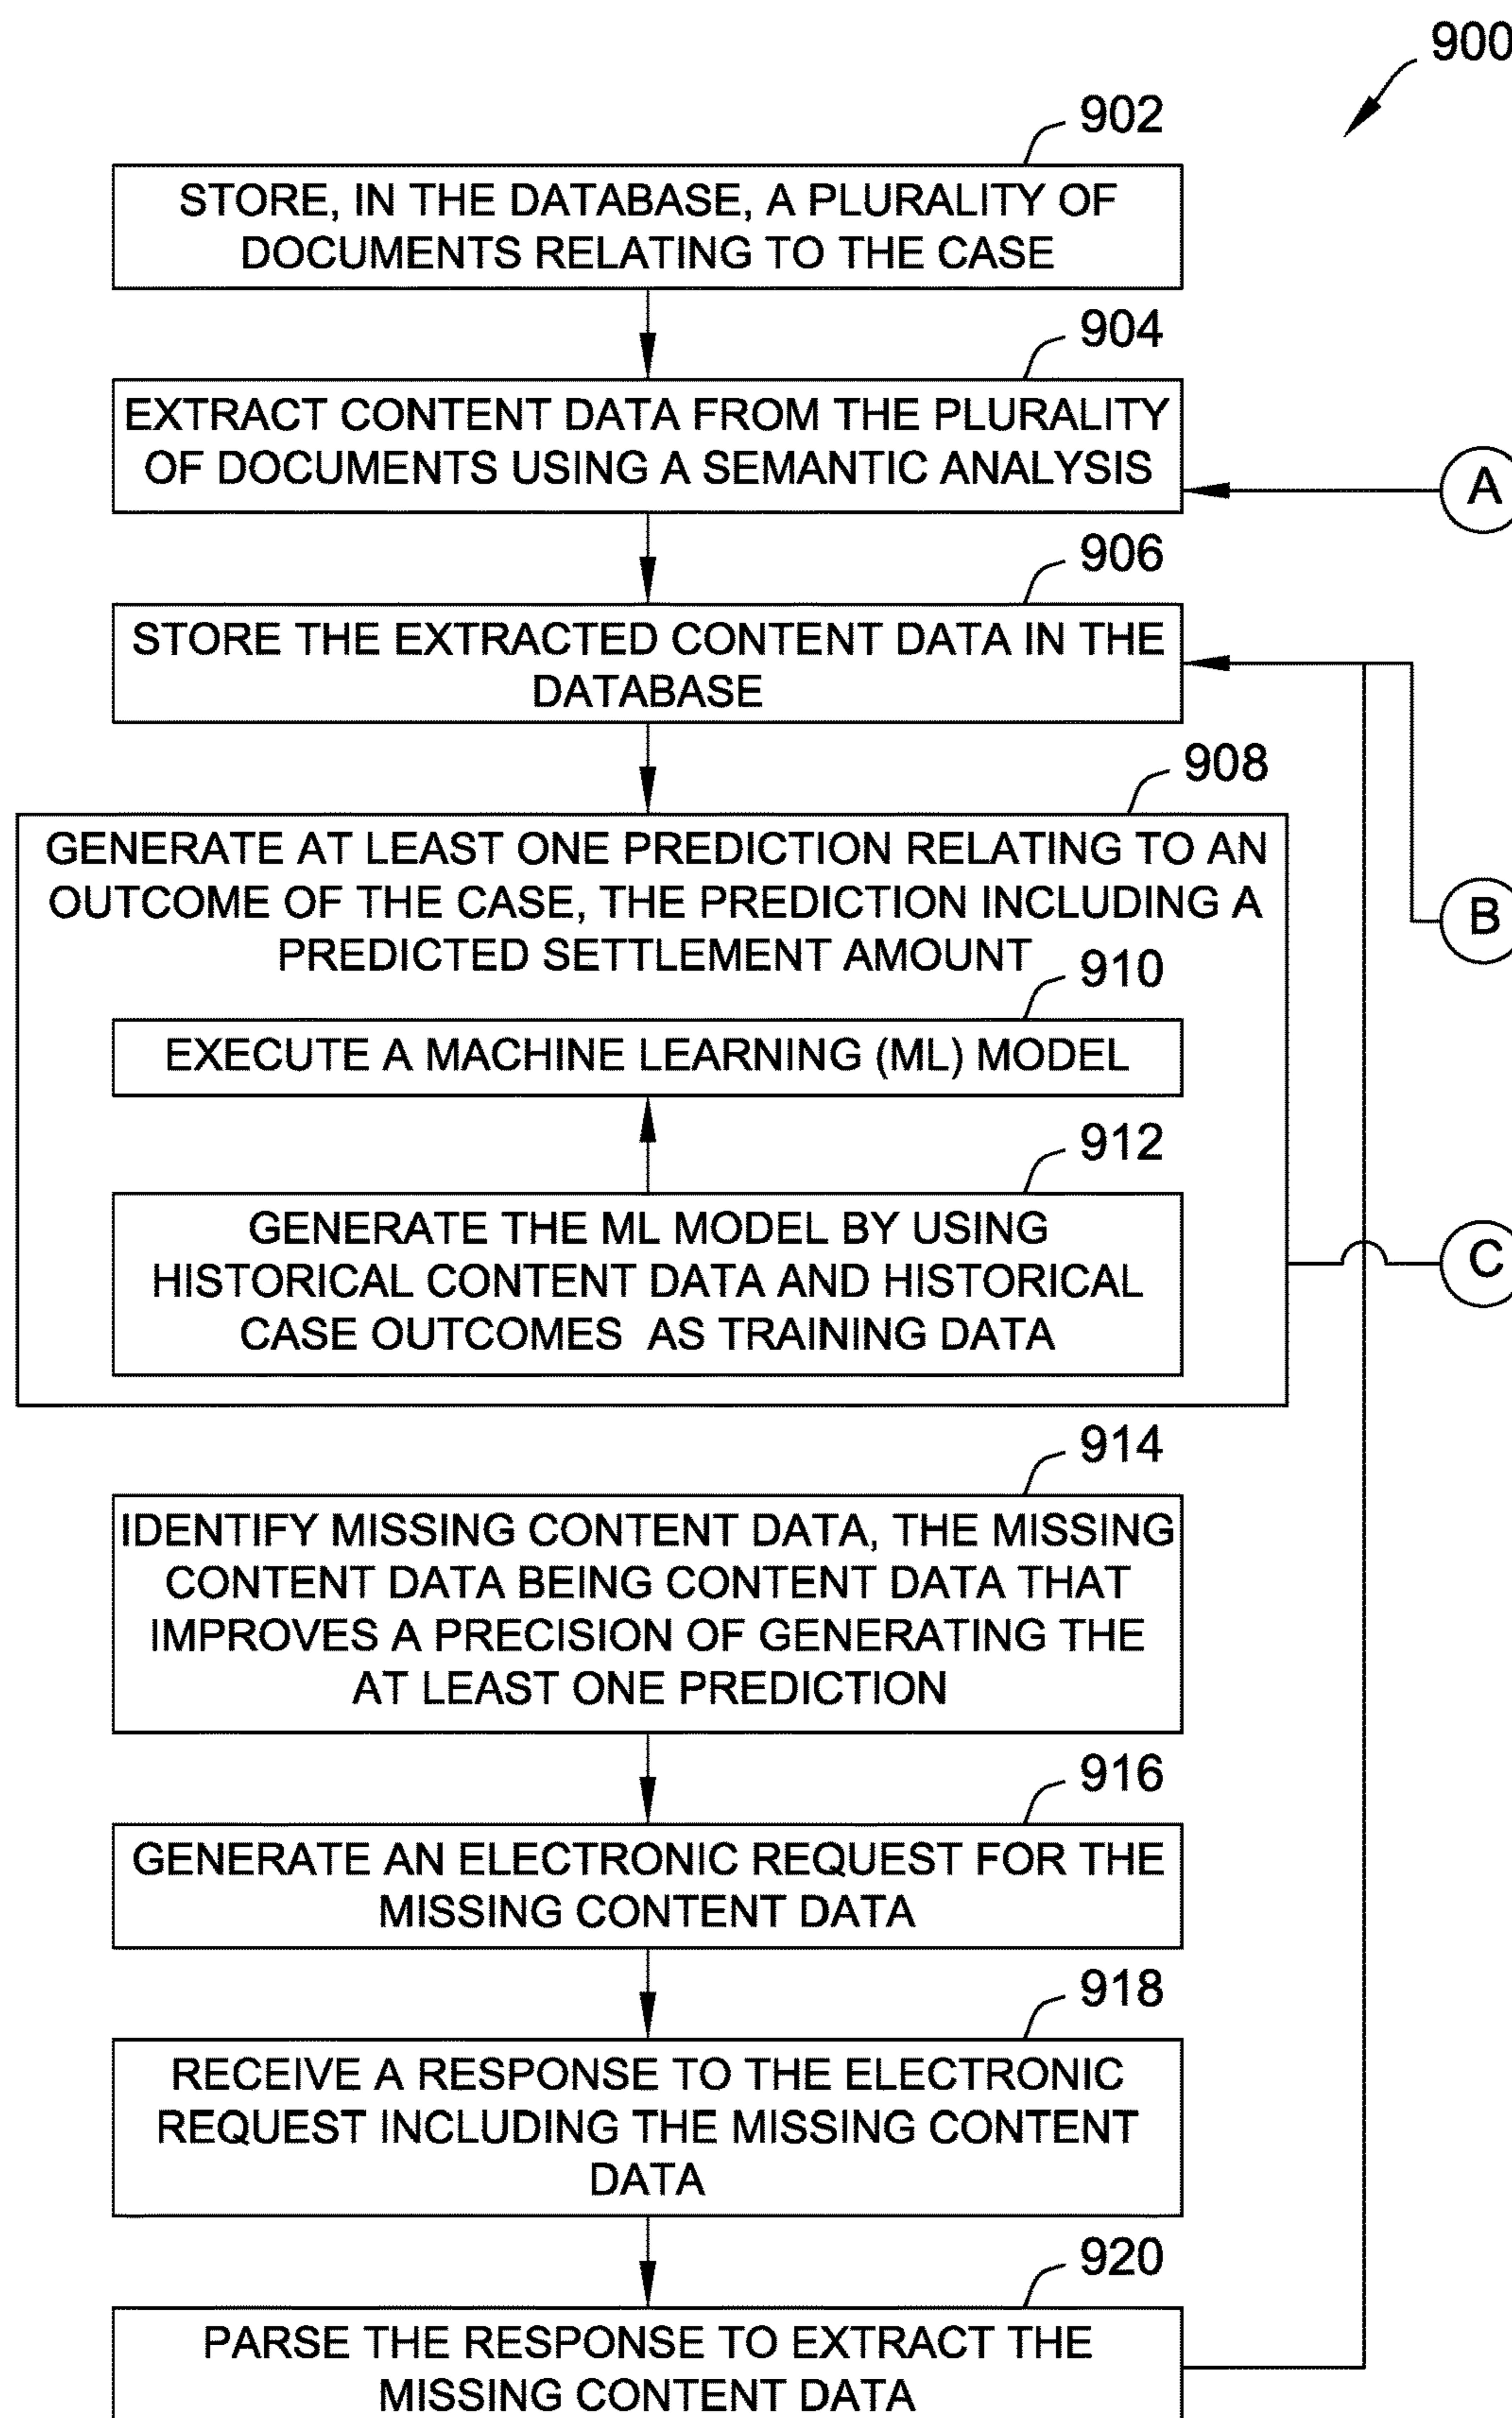 900
902
STORE, IN THE DATABASE, A PLURALITY OF
DOCUMENTS RELATING TO THE CASE
904
EXTRACT CONTENT DATA FROM THE PLURALITY
OF DOCUMENTS USING A SEMANTIC ANALYSIS
A
906
STORE THE EXTRACTED CONTENT DATA IN THE
DATABASE
908
GENERATE AT LEAST ONE PREDICTION RELATING TO AN
OUTCOME OF THE CASE, THE PREDICTION INCLUDING A
PREDICTED SETTLEMENT AMOUNT
B
910
EXECUTE A MACHINE LEARNING (ML) MODEL
912
GENERATE THE ML MODEL BY USING
HISTORICAL CONTENT DATA AND HISTORICAL
CASE OUTCOMES AS TRAINING DATA
C
914
IDENTIFY MISSING CONTENT DATA, THE MISSING
CONTENT DATA BEING CONTENT DATA THAT
IMPROVES A PRECISION OF GENERATING THE
AT LEAST ONE PREDICTION
916
GENERATE AN ELECTRONIC REQUEST FOR THE
MISSING CONTENT DATA
918
RECEIVE A RESPONSE TO THE ELECTRONIC
REQUEST INCLUDING THE MISSING CONTENT
DATA
920
PARSE THE RESPONSE TO EXTRACT THE
MISSING CONTENT DATA